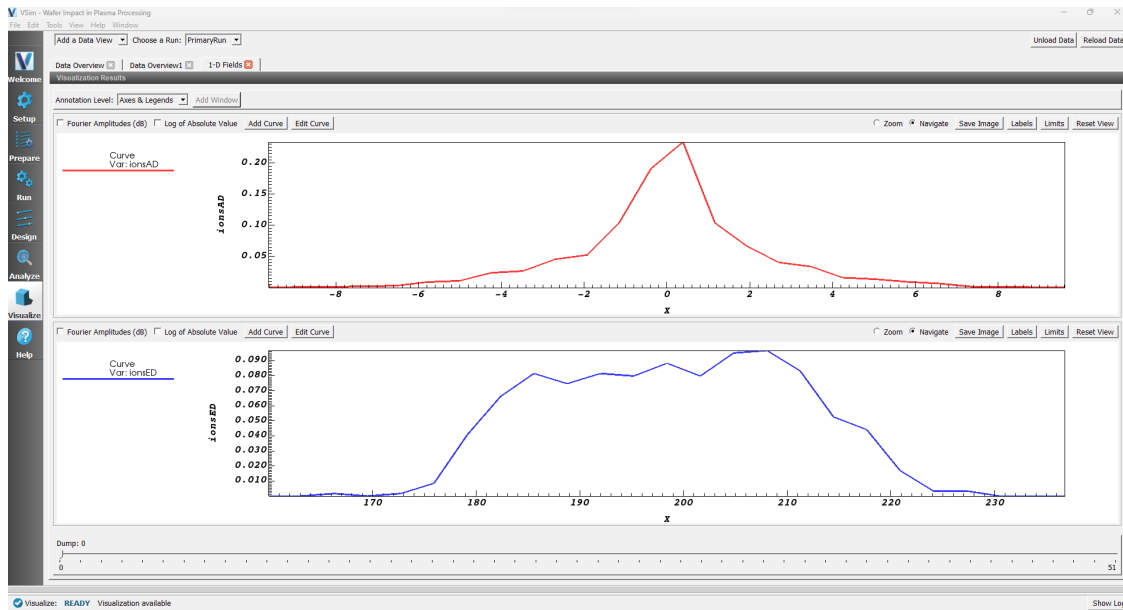 VSim - Wafer Impact in Plasma Processing
File Edit Tools View Help Window
Add a Data View Choose a Run: PrimaryRun Unload Data Reload Data
Data Overview Data Overview1 1-D Fields
Visualization Results
Annotation Level: Axes & Legends Add Window
Welcome
Setup
Prepare
Run
Design
Analyze
Visualize
Help
Fourier Amplitudes (dB) Log of Absolute Value Add Curve Edit Curve Zoom Navigate Save Image Labels Limits Reset View
Curve
Var: ionsAD
ionsAD
0.20
0.15
0.10
0.05
-8 -6 -4 -2 0 2 4 6 8
X
Fourier Amplitudes (dB) Log of Absolute Value Add Curve Edit Curve Zoom Navigate Save Image Labels Limits Reset View
Curve
Var: ionsED
ionsED
0.090
0.080
0.070
0.060
0.050
0.040
0.030
0.020
0.010
170 180 190 200 210 220 230
X
Dump: 0
0 51
Visualize: READY Visualization available Show Log